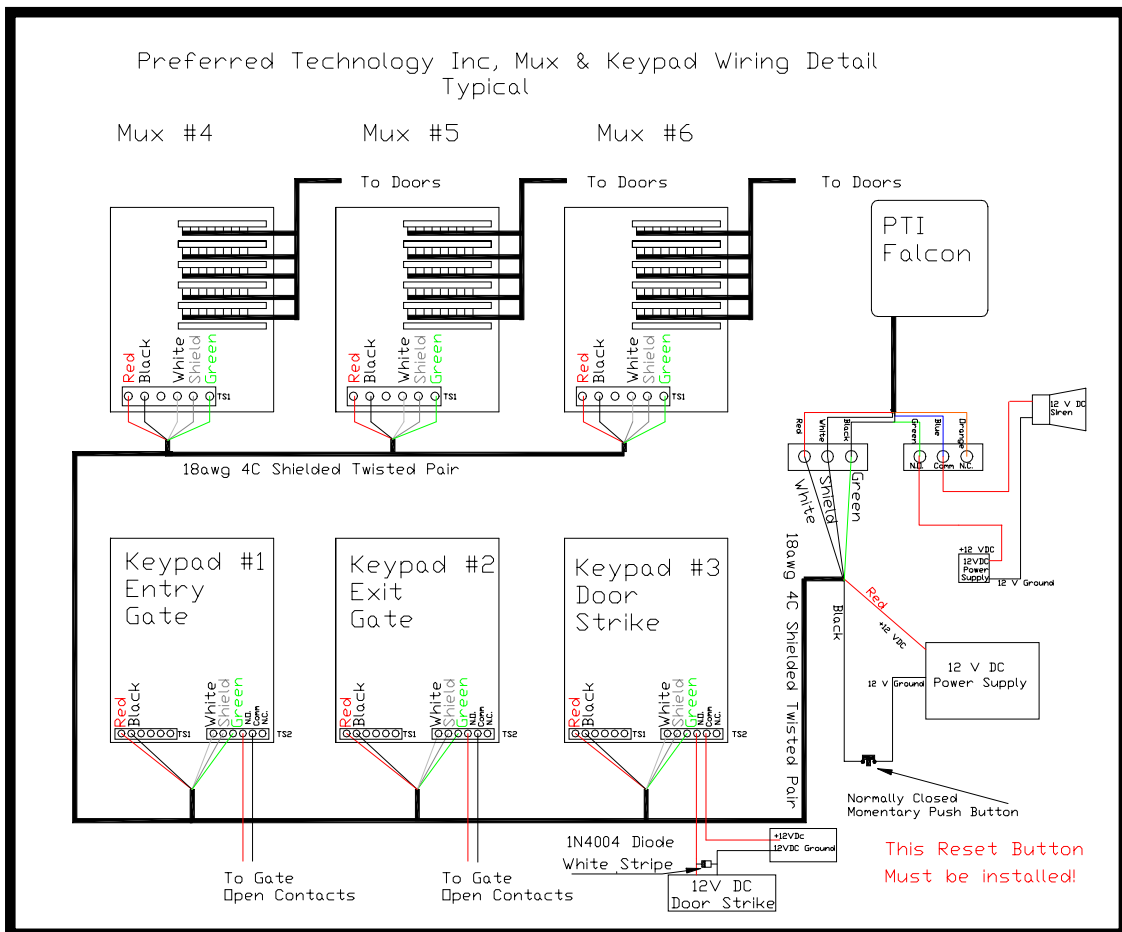 Preferred Technology Inc, Mux & Keypad Wiring Detail
Typical
Mux #4
Mux #5
Mux #6
To Doors
To Doors
To Doors
PTI
Falcon
Red
Black
White
Shield
Green
TS1
Red
Black
White
Shield
Green
TS1
Red
Black
White
Shield
Green
TS1
18awg 4C Shielded Twisted Pair
Red
White
Black
Green
Blue
Orange
N.O.
Comm
N.C.
12 V DC
Siren
White
Shield
Green
+12 VDC
12VDC
Power
Supply
12 V Ground
18awg 4C Shielded Twisted Pair
Keypad #1
Entry
Gate
Keypad #2
Exit
Gate
Keypad #3
Door
Strike
Red
Black
TS1
White
Shield
Green
N.O.
Comm
N.C.
TS2
Red
Black
TS1
White
Shield
Green
N.O.
Comm
N.C.
TS2
Red
Black
TS1
White
Shield
Green
N.O.
Comm
N.C.
TS2
Black
Red
+12 VDC
12 V Ground
12 V DC
Power Supply
Normally Closed
Momentary Push Button
This Reset Button
Must be installed!
To Gate
Open Contacts
To Gate
Open Contacts
1N4004 Diode
White Stripe
+12VDc
12VDC Ground
12V DC
Door Strike